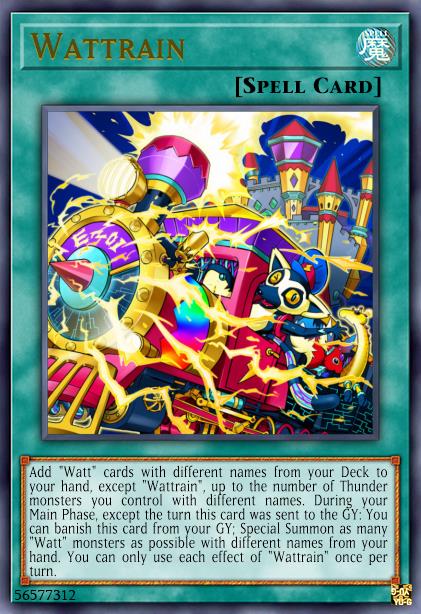 Wattrain
[Spell Card]
SPELL
魔
Add "Watt" cards with different names from your Deck to
your hand, except "Wattrain", up to the number of Thunder
monsters you control with different names. During your
Main Phase, except the turn this card was sent to the GY: You
can banish this card from your GY; Special Summon as many
"Watt" monsters as possible with different names from your
hand. You can only use each effect of "Wattrain" once per
turn.
56577312